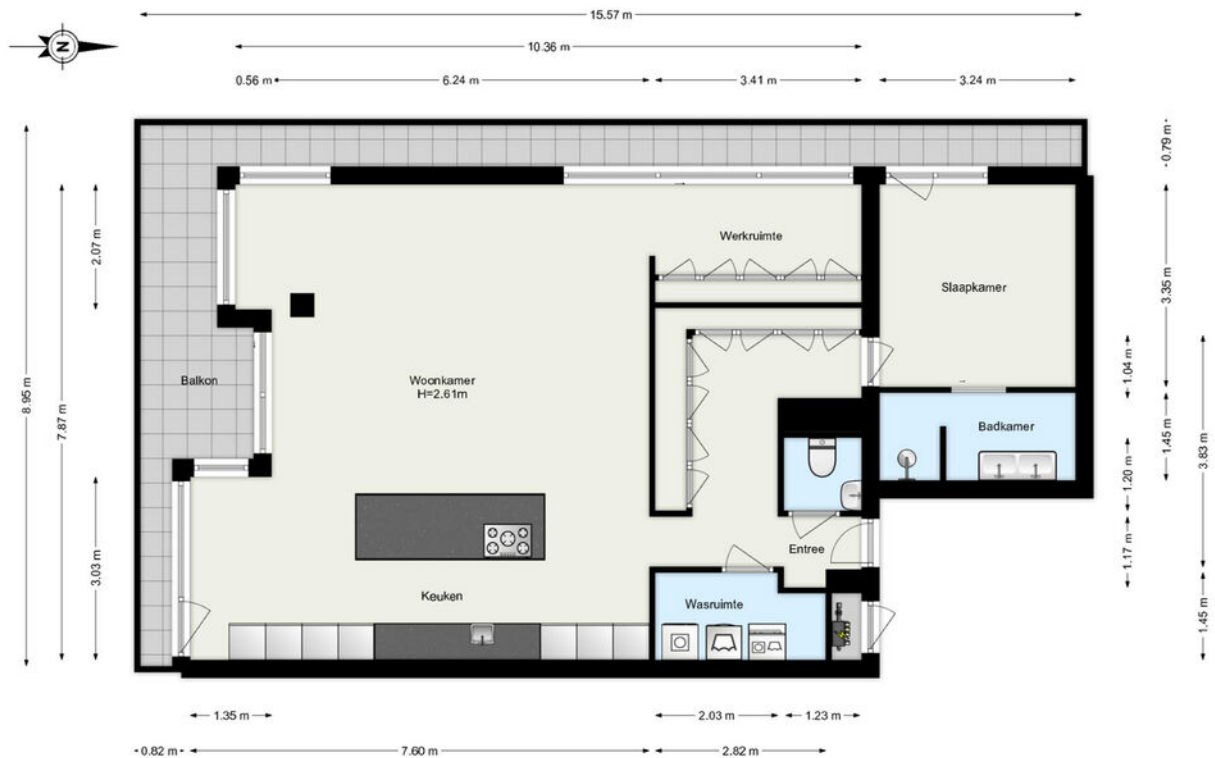 15.57 m
10.36 m
0.56 m
6.24 m
3.41 m
3.24 m
N
8.95 m
7.87 m
2.07 m
3.03 m
0.79 m
3.35 m
1.45 m
1.04 m
1.20 m
1.17 m
3.83 m
1.45 m
Werkruimte
Slaapkamer
Balkon
Woonkamer
H=2.61m
Badkamer
Entree
Keuken
Wasruimte
1.35 m
2.03 m
1.23 m
0.82 m
7.60 m
2.82 m